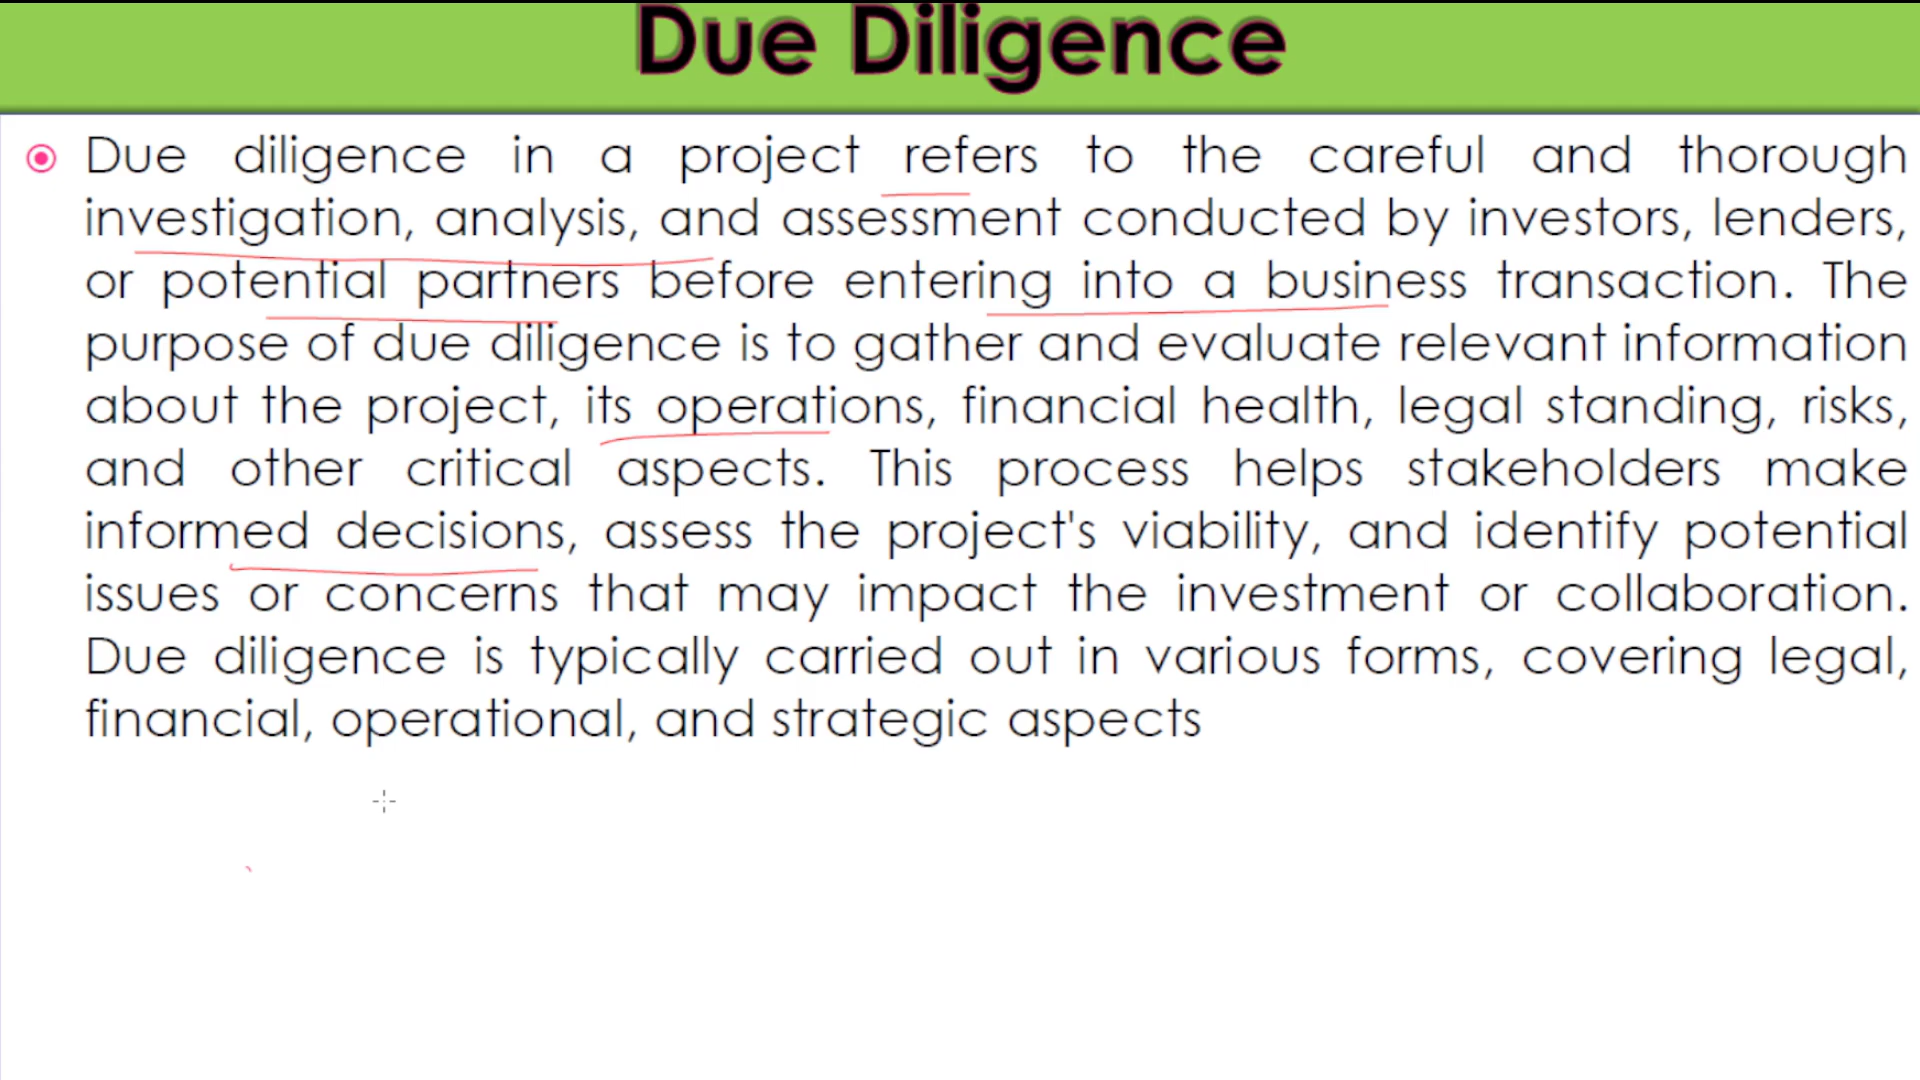 Due Diligence
Due diligence in a project refers to the careful and thorough
investigation, analysis, and assessment conducted by investors, lenders,
or potential partners before entering into a business transaction. The
purpose of due diligence is to gather and evaluate relevant information
about the project, its operations, financial health, legal standing, risks,
and other critical aspects. This process helps stakeholders make
informed decisions, assess the project's viability, and identify potential
issues or concerns that may impact the investment or collaboration.
Due diligence is typically carried out in various forms, covering legal,
financial, operational, and strategic aspects